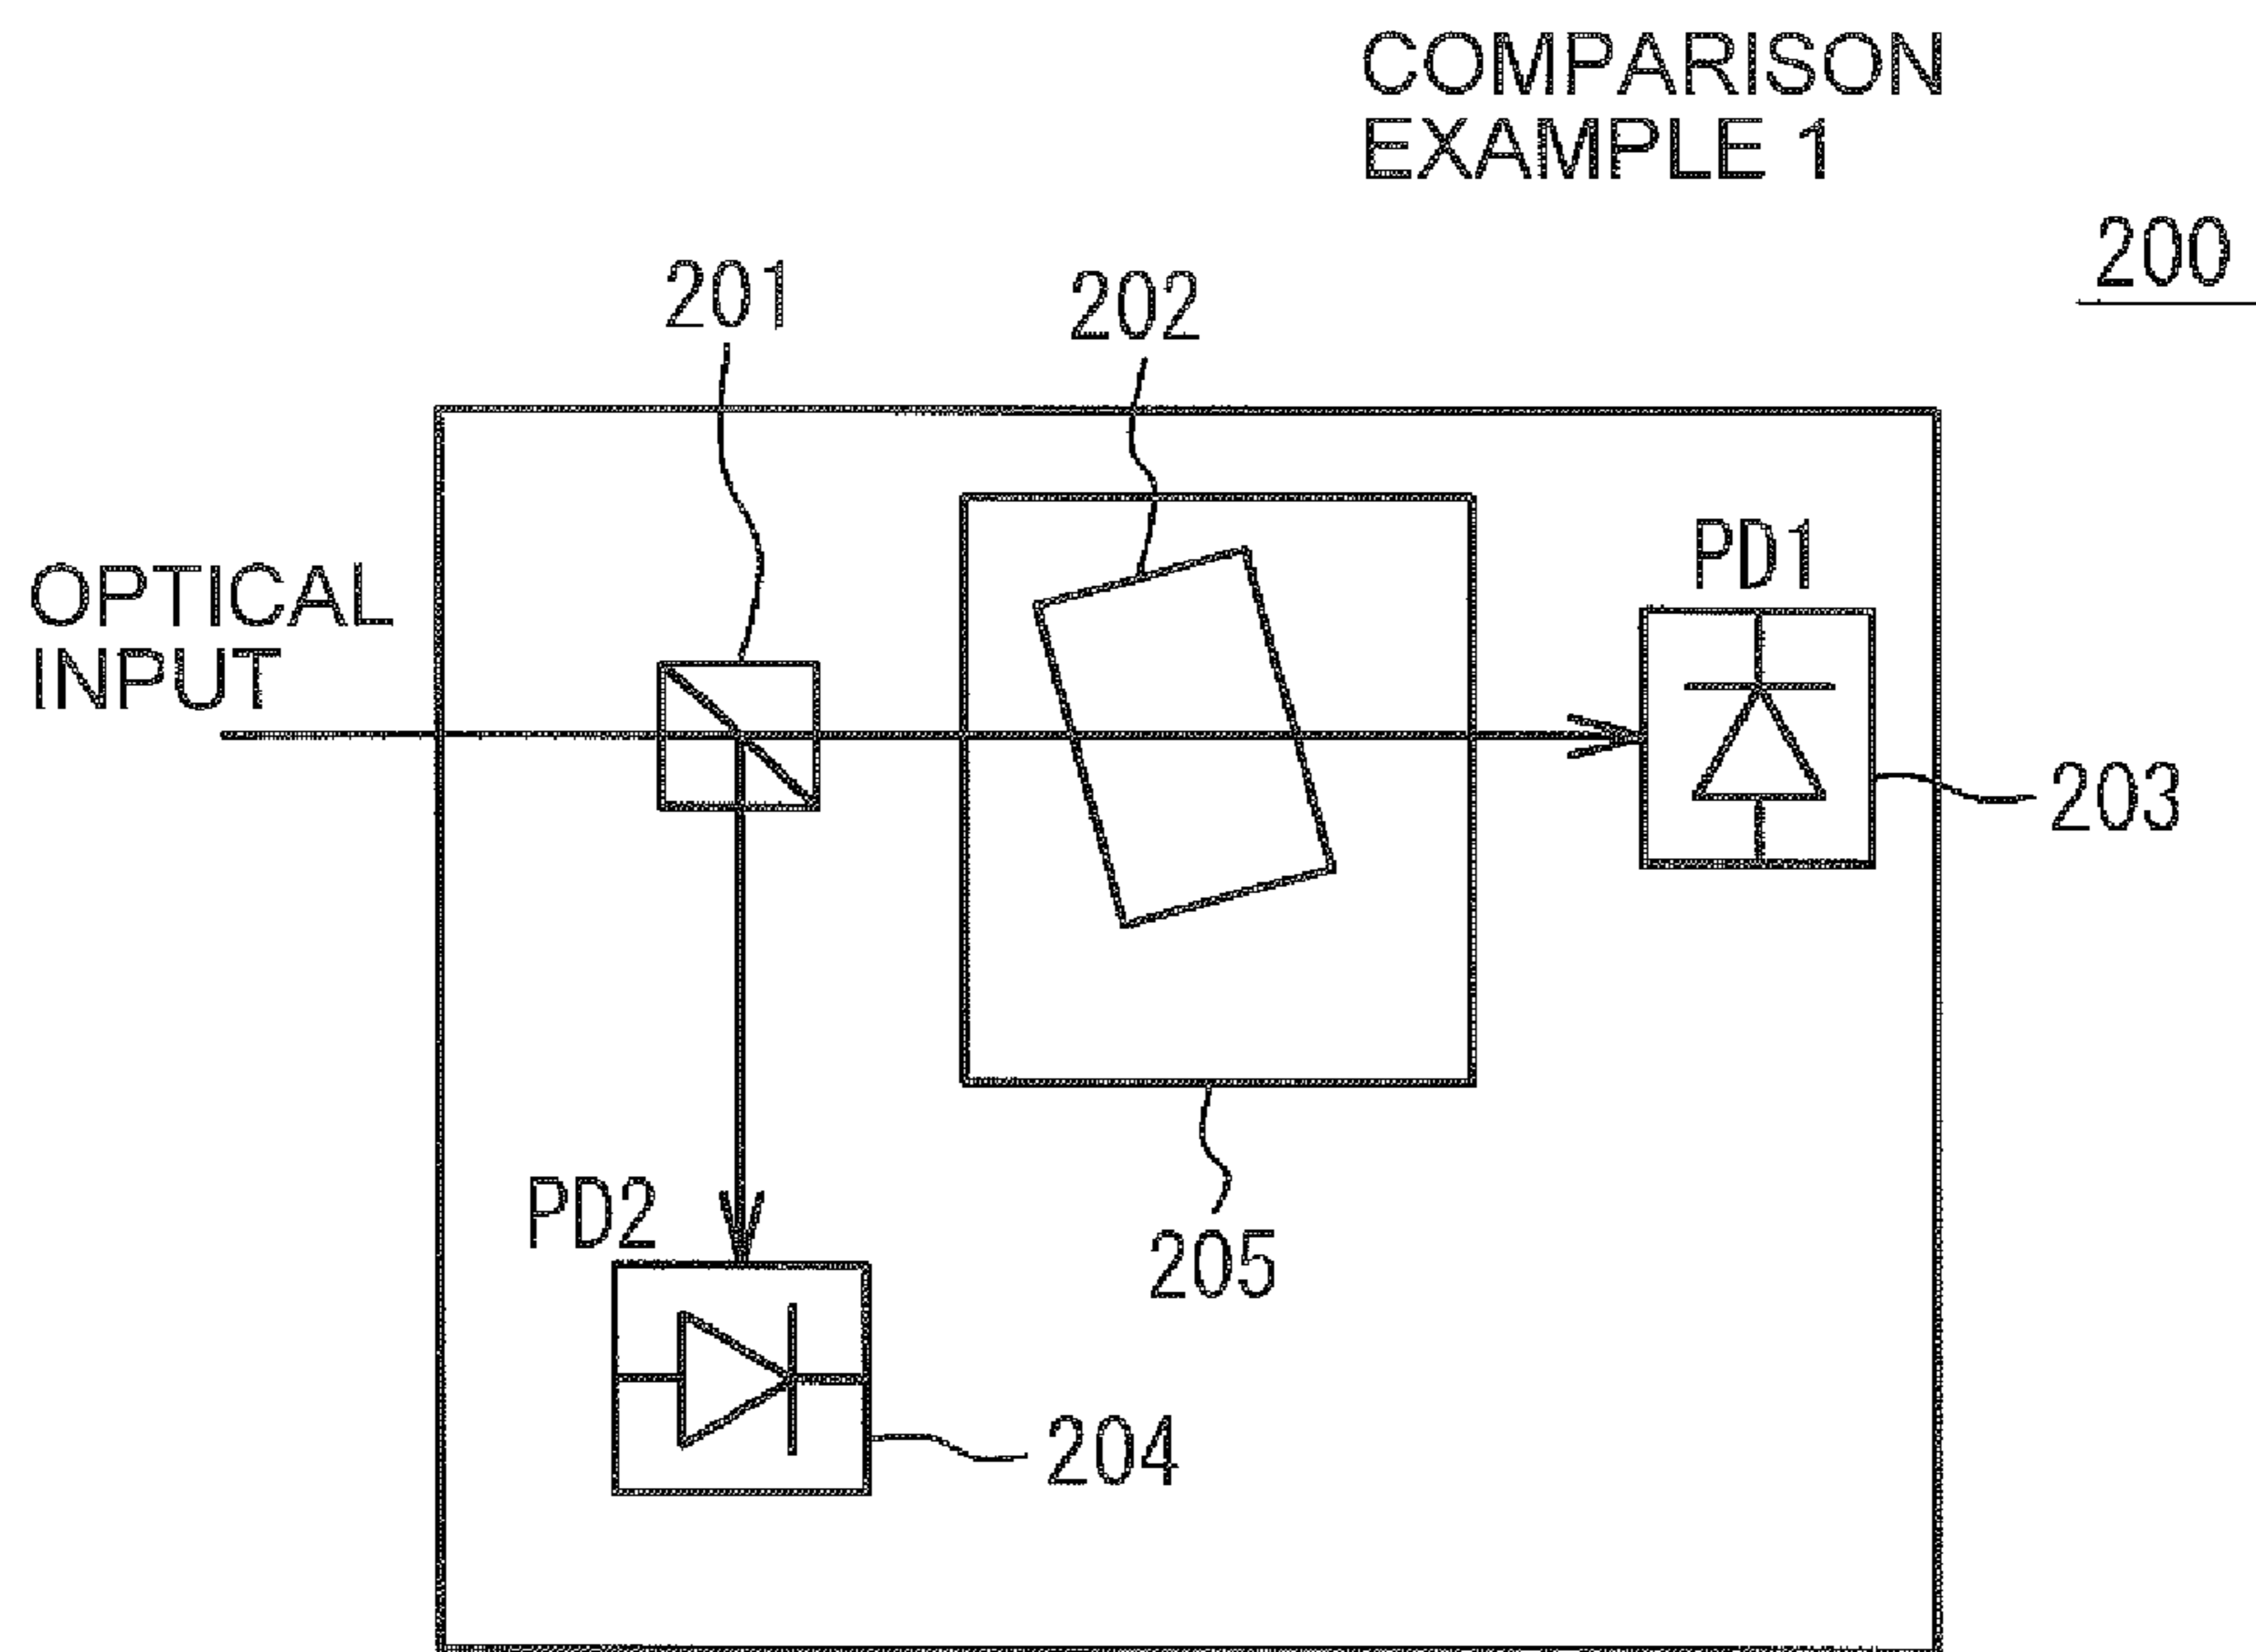 COMPARISON
EXAMPLE 1
200
201
202
OPTICAL
INPUT
PD1
203
PD2
205
204